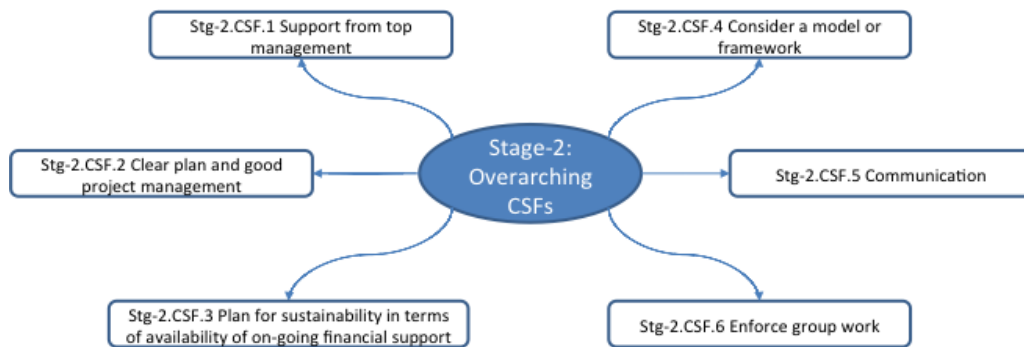 Stg-2.CSF.1 Support from top
management
Stg-2.CSF.4 Consider a model or
framework
Stage-2:
Overarching
CSFs
Stg-2.CSF.2 Clear plan and good
project management
Stg-2.CSF.5 Communication
Stg-2.CSF.3 Plan for sustainability in terms
of availability of on-going financial support
Stg-2.CSF.6 Enforce group work